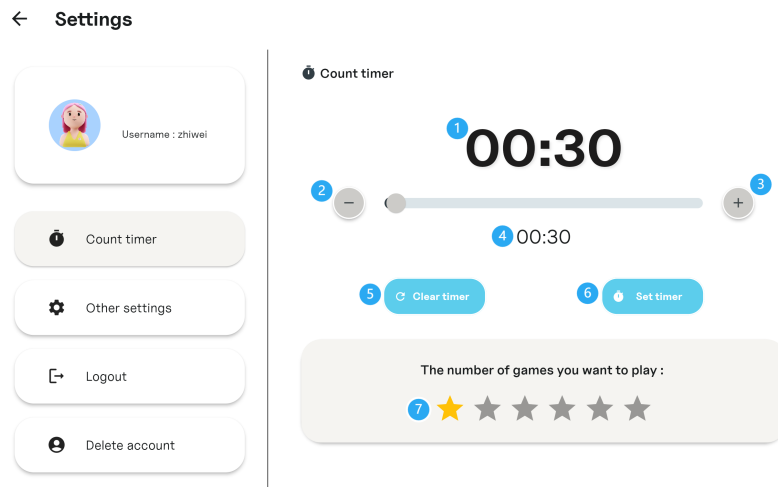 Settings
Username : zhiwei
Count timer
Other settings
Logout
Delete account
Count timer
1
00:30
2
3
4 00:30
5 Clear timer
6 Set timer
The number of games you want to play :
7